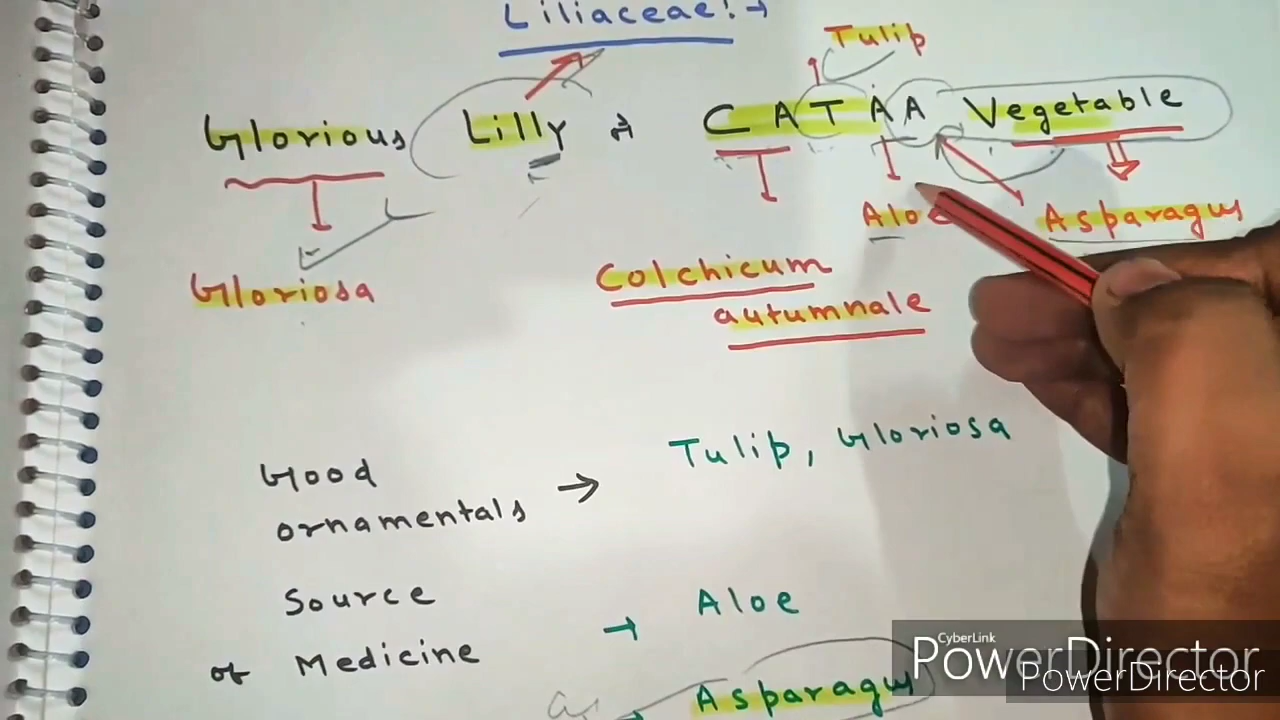 Liliaceae:→
Tulip
Glorious Lilly ने CATAA Vegetable
Aloe Asparagus
Gloriosa Colchicum
autumnale
Tulip, Gloriosa
Good
ornamentals →
Source → Aloe
of Medicine
Asparagus
CyberLink
PowerDirector
PowerDirector